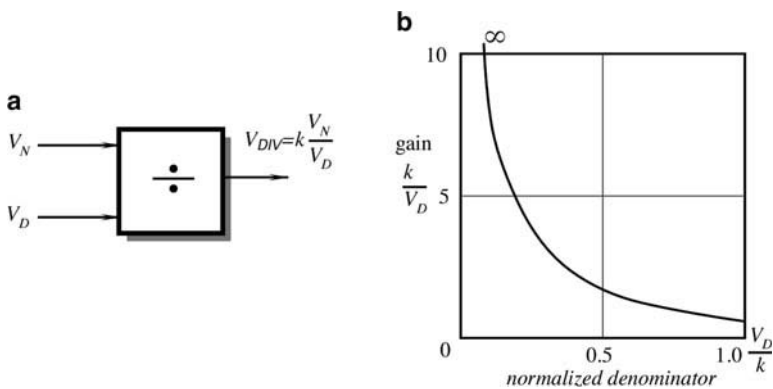 a
V_N
V_D
÷
V_DIV=k V_N/V_D
b
∞
10
gain
k/V_D
5
0
0.5
1.0
V_D/k
normalized denominator